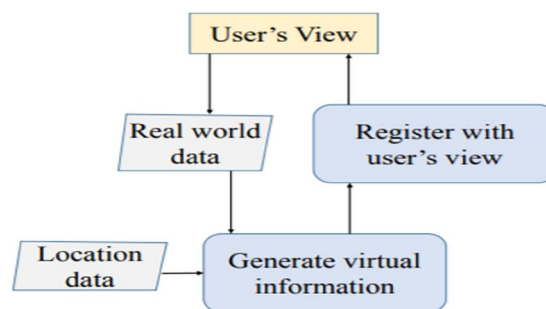 User's View
Real world
data
Register with
user's view
Location
data
Generate virtual
information